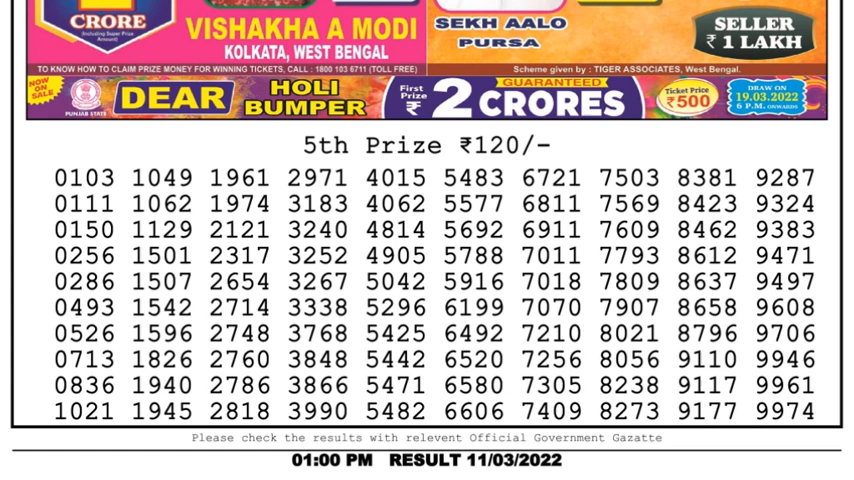 CRORE
(Including Super Prize
Amount)
VISHAKHA A MODI
KOLKATA, WEST BENGAL
SEKH AALO
PURSA
SELLER
₹ 1 LAKH
TO KNOW HOW TO CLAIM PRIZE MONEY FOR WINNING TICKETS, CALL : 1800 103 6711 (TOLL FREE)
Scheme given by : TIGER ASSOCIATES, West Bengal.
NOW
ON
SALE
PUNJAB STATE
DEAR
HOLI
BUMPER
First
Prize
₹
2 CRORES
GUARANTEED
Ticket Price
₹500
DRAW ON
19.03.2022
6 P.M. ONWARDS
5th Prize ₹120/-
0103 1049 1961 2971 4015 5483 6721 7503 8381 9287
0111 1062 1974 3183 4062 5577 6811 7569 8423 9324
0150 1129 2121 3240 4814 5692 6911 7609 8462 9383
0256 1501 2317 3252 4905 5788 7011 7793 8612 9471
0286 1507 2654 3267 5042 5916 7018 7809 8637 9497
0493 1542 2714 3338 5296 6199 7070 7907 8658 9608
0526 1596 2748 3768 5425 6492 7210 8021 8796 9706
0713 1826 2760 3848 5442 6520 7256 8056 9110 9946
0836 1940 2786 3866 5471 6580 7305 8238 9117 9961
1021 1945 2818 3990 5482 6606 7409 8273 9177 9974
Please check the results with relevent Official Government Gazatte
01:00 PM RESULT 11/03/2022